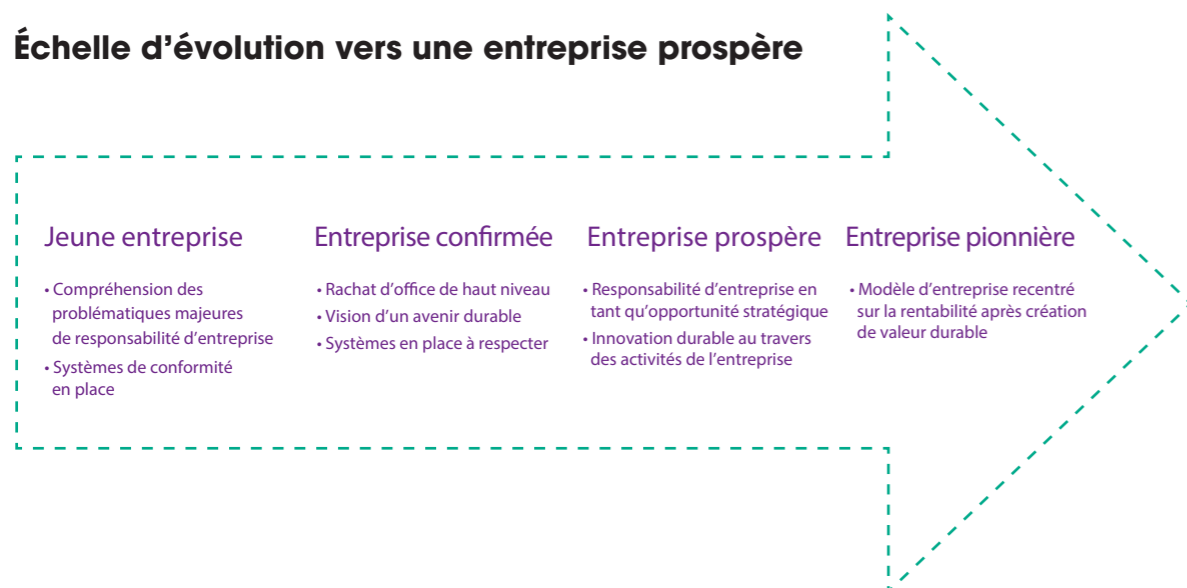 Échelle d’évolution vers une entreprise prospère
Jeune entreprise
• Compréhension des
problématiques majeures
de responsabilité d’entreprise
• Systèmes de conformité
en place
Entreprise confirmée
• Rachat d’office de haut niveau
• Vision d’un avenir durable
• Systèmes en place à respecter
Entreprise prospère
• Responsabilité d’entreprise en
tant qu’opportunité stratégique
• Innovation durable au travers
des activités de l’entreprise
Entreprise pionnière
• Modèle d’entreprise recentré
sur la rentabilité après création
de valeur durable